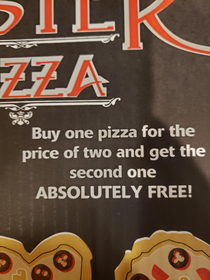 ZZA
Buy one pizza for the
price of two and get the
second one
ABSOLUTELY FREE!